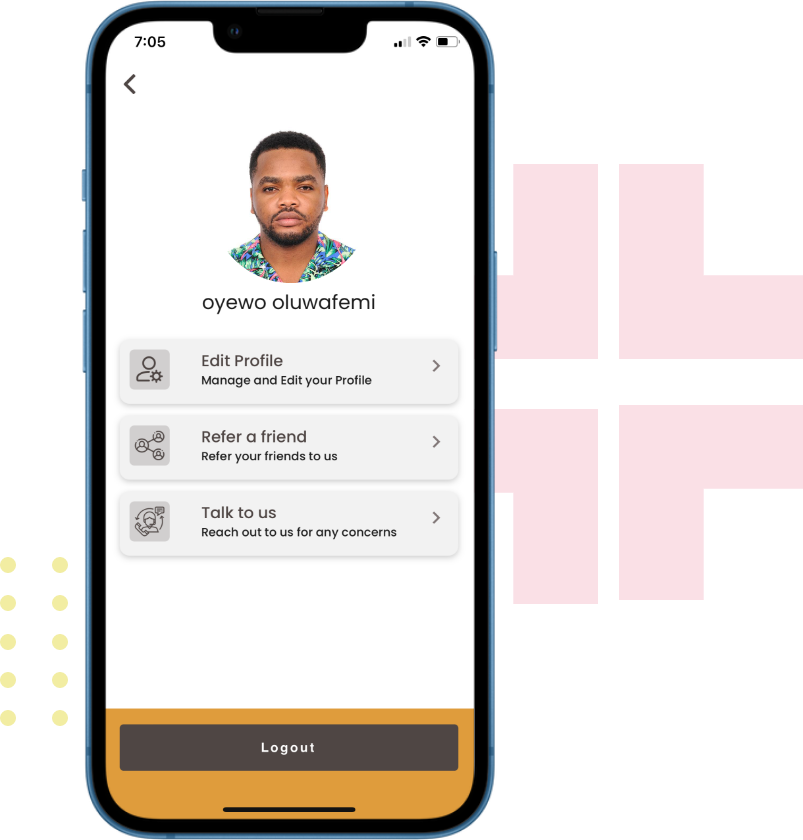 7:05
oyewo oluwafemi
Edit Profile
Manage and Edit your Profile
Refer a friend
Refer your friends to us
Talk to us
Reach out to us for any concerns
Logout